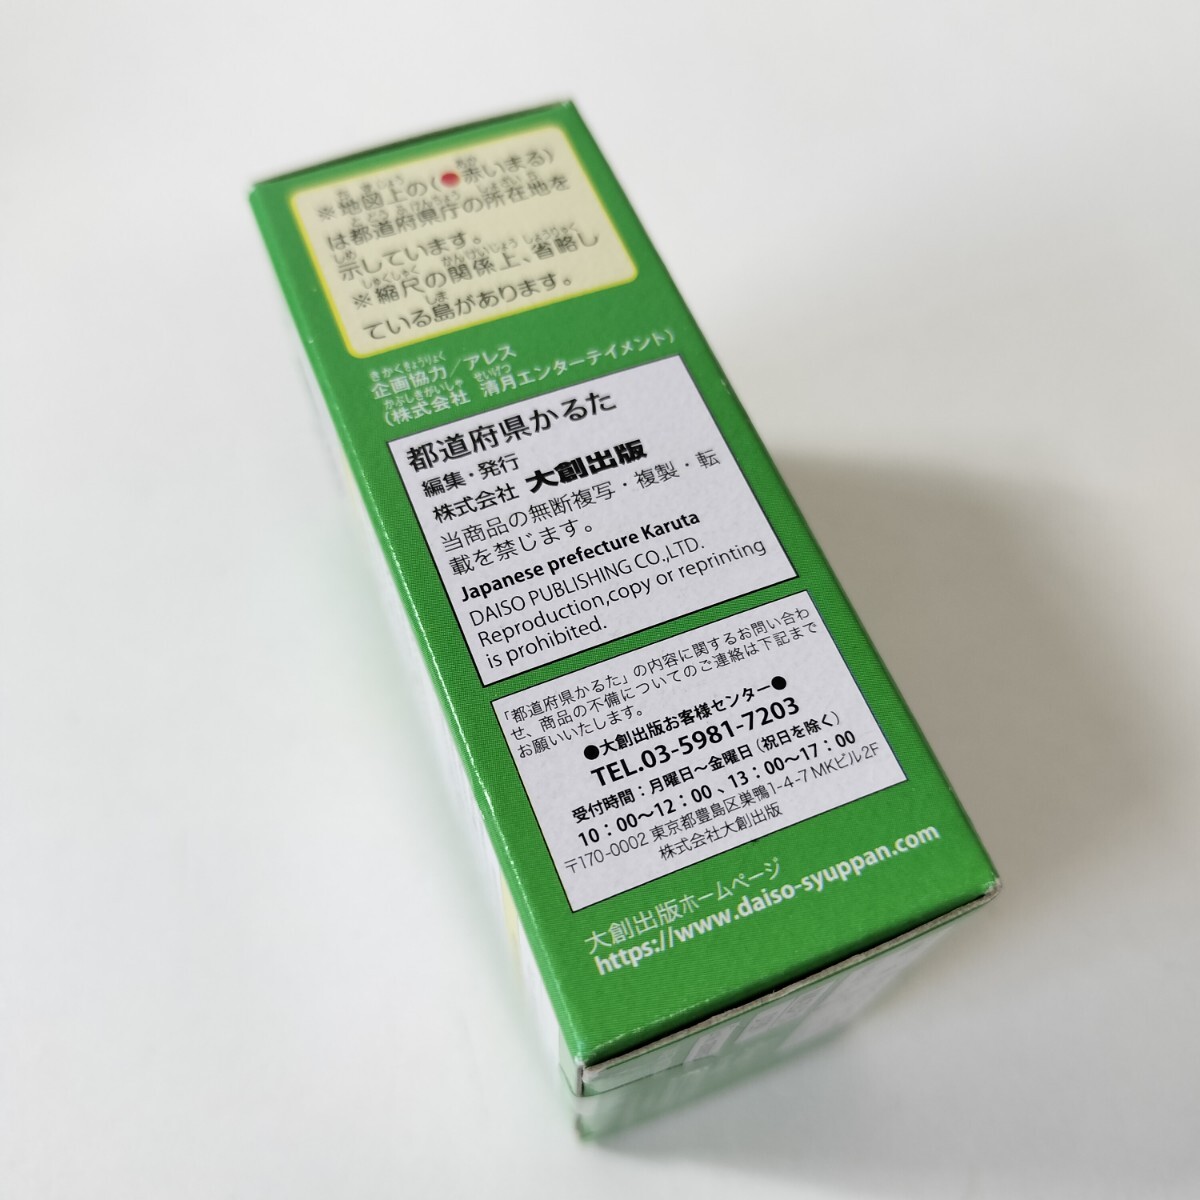 ※地図上の(●赤いまる)
は都道府県庁の所在地を
示しています。
※縮尺の関係上、省略し
ている島があります。
企画協力/アレス
(株式会社 清月エンターテイメント)
都道府県かるた
編集・発行
株式会社 大創出版
当商品の無断複写・複製・転
載を禁じます。
Japanese prefecture Karuta
DAISO PUBLISHING CO.,LTD.
Reproduction,copy or reprinting
is prohibited.
「都道府県かるた」の内容に関するお問い合わ
せ、商品の不備についてのご連絡は下記まで
お願いいたします。
●大創出版お客様センター●
TEL.03-5981-7203
受付時間：月曜日～金曜日（祝日を除く）
10：00～12：00、13：00～17：00
〒170-0002 東京都豊島区巣鴨1-4-7 MKビル2F
株式会社大創出版
大創出版ホームページ
https://www.daiso-syuppan.com